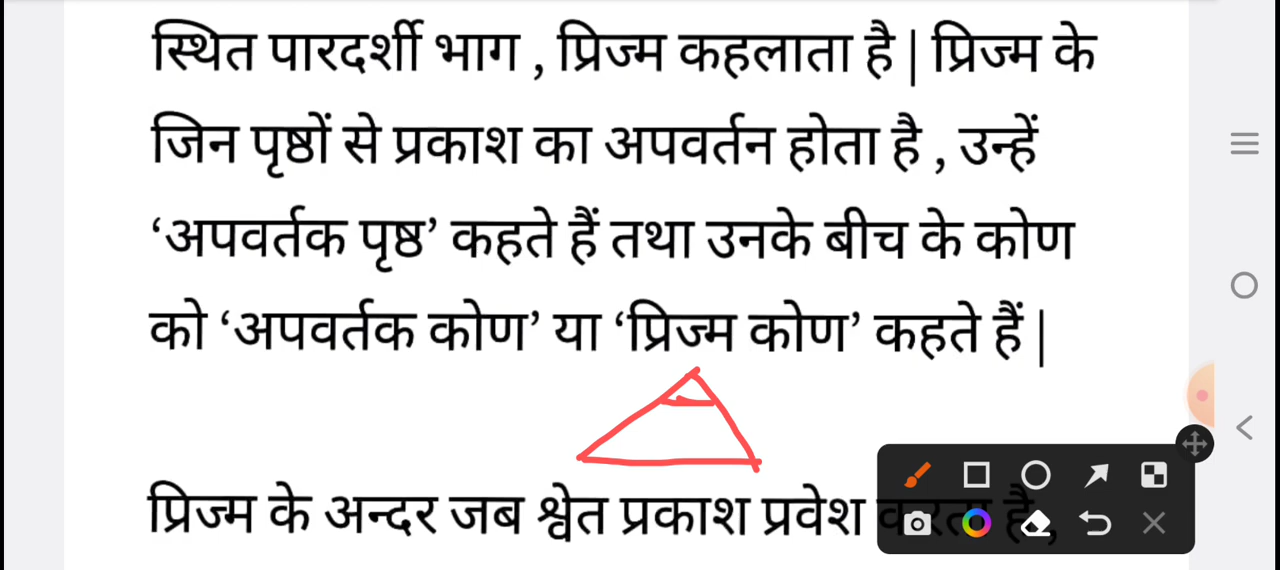 स्थित पारदर्शी भाग , प्रिज्म कहलाता है | प्रिज्म के
जिन पृष्ठों से प्रकाश का अपवर्तन होता है , उन्हें
‘अपवर्तक पृष्ठ’ कहते हैं तथा उनके बीच के कोण
को ‘अपवर्तक कोण’ या ‘प्रिज्म कोण’ कहते हैं |
प्रिज्म के अन्दर जब श्वेत प्रकाश प्रवेश करता है ,